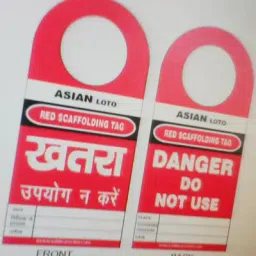 ASIAN LOTO
RED SCAFFOLDING TAG
खतरा
उपयोग न करें
FRONT
ASIAN LOTO
RED SCAFFOLDING TAG
DANGER
DO
NOT USE